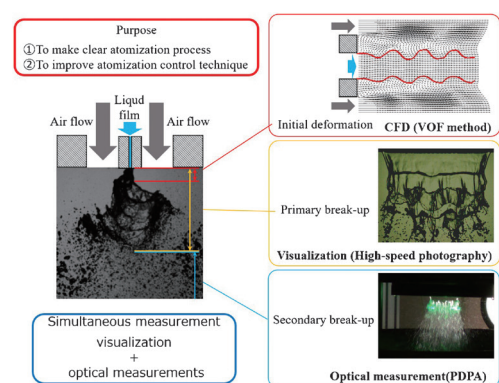 Purpose
①To make clear atomization process
②To improve atomization control technique
Liqud
film
Air flow
Air flow
Initial deformation
CFD (VOF method)
Primary break-up
Visualization (High-speed photography)
Secondary break-up
Optical measurement(PDPA)
Simultaneous measurement
visualization
+
optical measurements